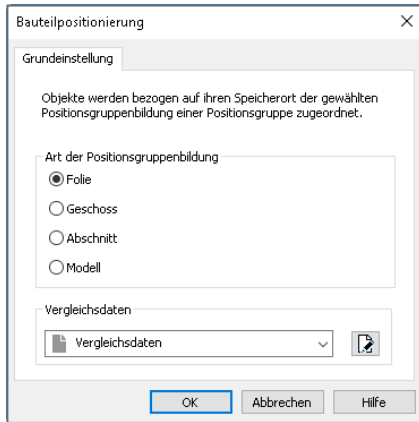 Bauteilpositionierung
Grundeinstellung
Objekte werden bezogen auf ihren Speicherort der gewählten
Positionsgruppenbildung einer Positionsgruppe zugeordnet.
Art der Positionsgruppenbildung
Folie
Geschoss
Abschnitt
Modell
Vergleichsdaten
Vergleichsdaten
OK Abbrechen Hilfe